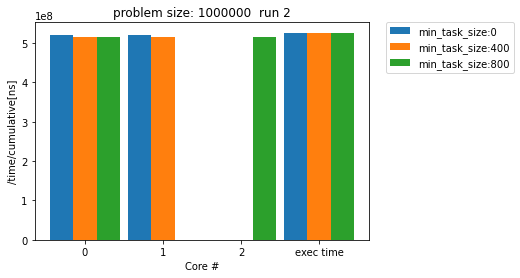 problem size: 1000000  run 2
1e8
/time/cumulative[ns]
5
4
3
2
1
0
0 1 2 exec time
Core #
min_task_size:0
min_task_size:400
min_task_size:800